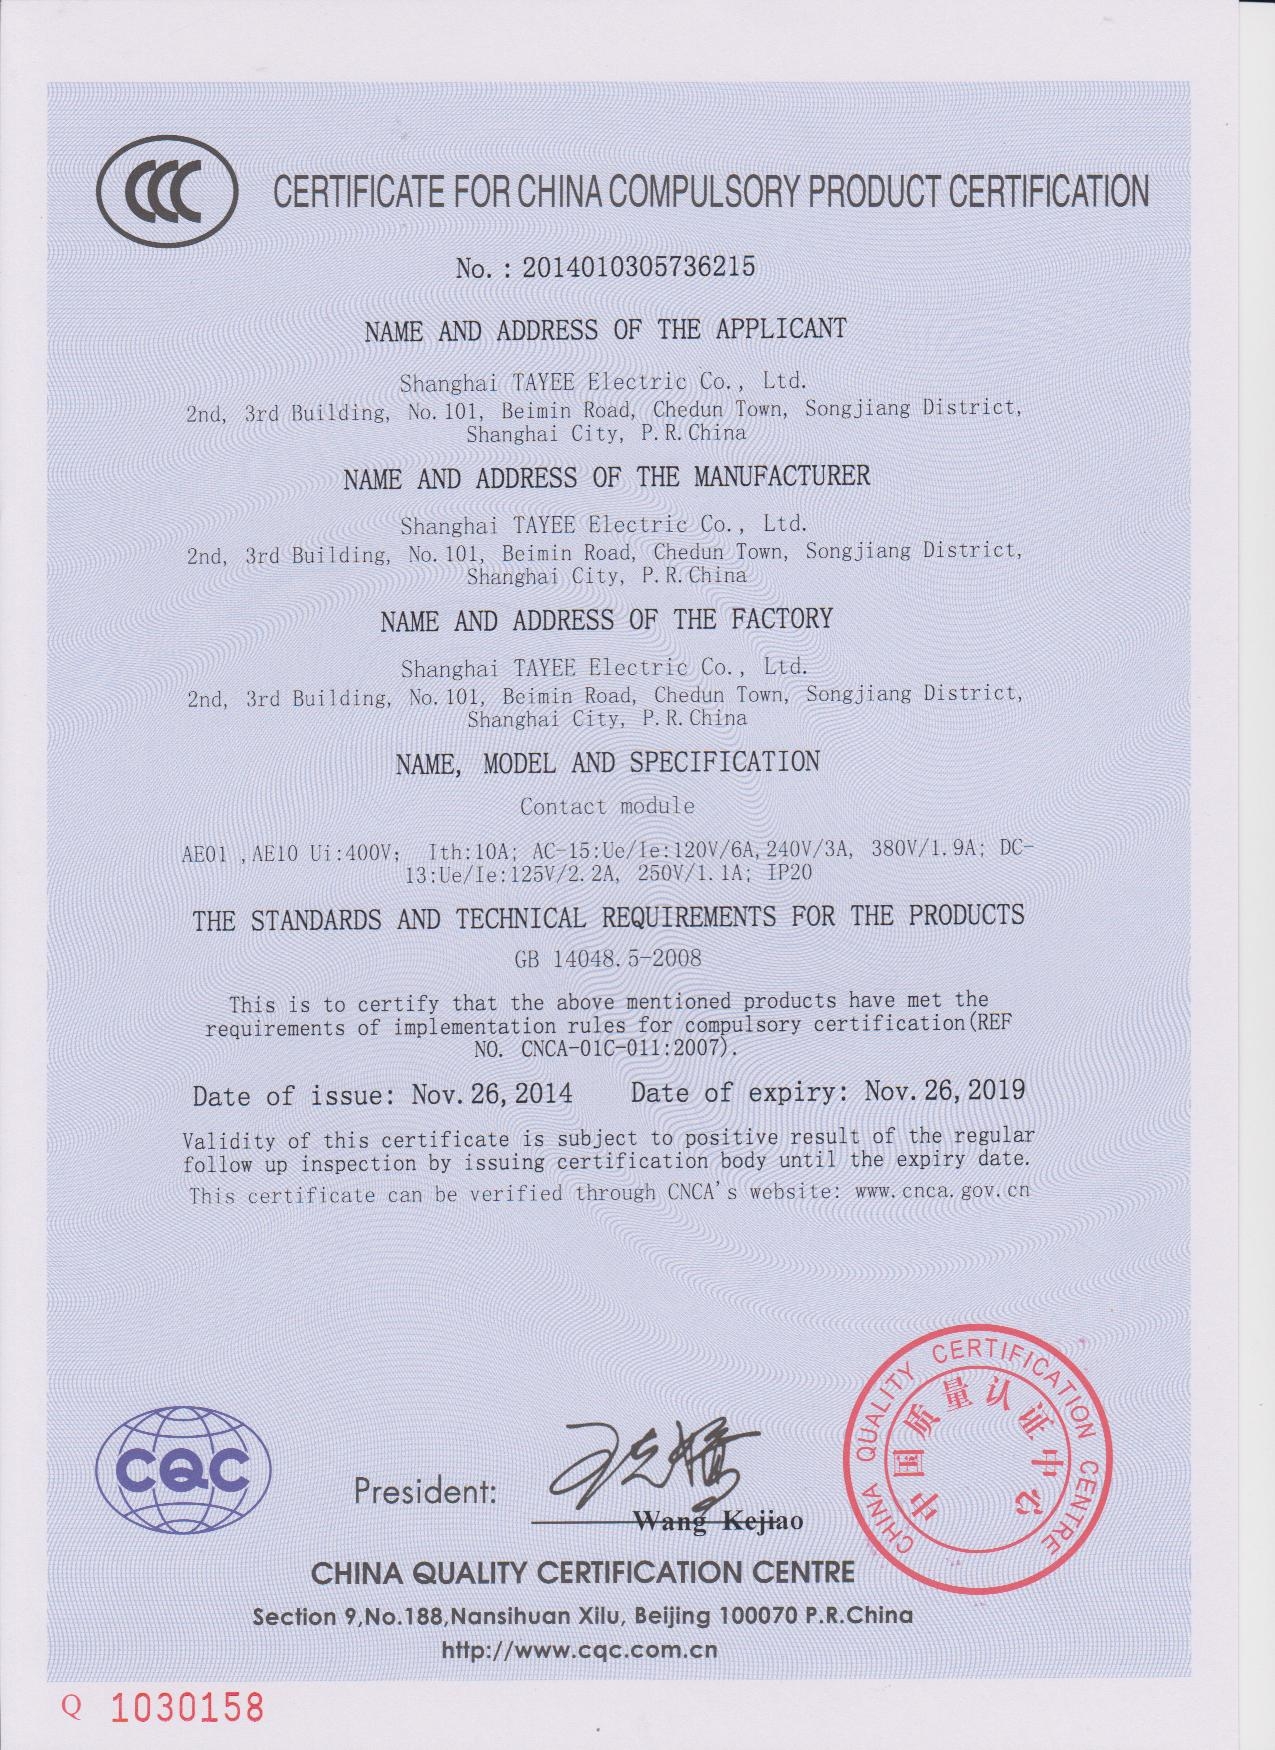 CCC
CERTIFICATE FOR CHINA COMPULSORY PRODUCT CERTIFICATION
No. : 2014010305736215
NAME AND ADDRESS OF THE APPLICANT
Shanghai TAYEE Electric Co., Ltd.
2nd, 3rd Building, No.101, Beimin Road, Chedun Town, Songjiang District,
Shanghai City, P.R.China
NAME AND ADDRESS OF THE MANUFACTURER
Shanghai TAYEE Electric Co., Ltd.
2nd, 3rd Building, No.101, Beimin Road, Chedun Town, Songjiang District,
Shanghai City, P.R.China
NAME AND ADDRESS OF THE FACTORY
Shanghai TAYEE Electric Co., Ltd.
2nd, 3rd Building, No.101, Beimin Road, Chedun Town, Songjiang District,
Shanghai City, P.R.China
NAME, MODEL AND SPECIFICATION
Contact module
AE01 ,AE10 Ui:400V; Ith:10A; AC-15:Ue/Ie:120V/6A,240V/3A, 380V/1.9A; DC-
13:Ue/Ie:125V/2.2A, 250V/1.1A; IP20
THE STANDARDS AND TECHNICAL REQUIREMENTS FOR THE PRODUCTS
GB 14048.5-2008
This is to certify that the above mentioned products have met the
requirements of implementation rules for compulsory certification(REF
NO. CNCA-01C-011:2007).
Date of issue: Nov.26,2014 Date of expiry: Nov.26,2019
Validity of this certificate is subject to positive result of the regular
follow up inspection by issuing certification body until the expiry date.
This certificate can be verified through CNCA's website: www.cnca.gov.cn
CQC
President:
王克娇
Wang Kejiao
CHINA QUALITY CERTIFICATION CENTRE
中国质量认证中心
CHINA QUALITY CERTIFICATION CENTRE
Section 9,No.188,Nansihuan Xilu, Beijing 100070 P.R.China
http://www.cqc.com.cn
Q 1030158